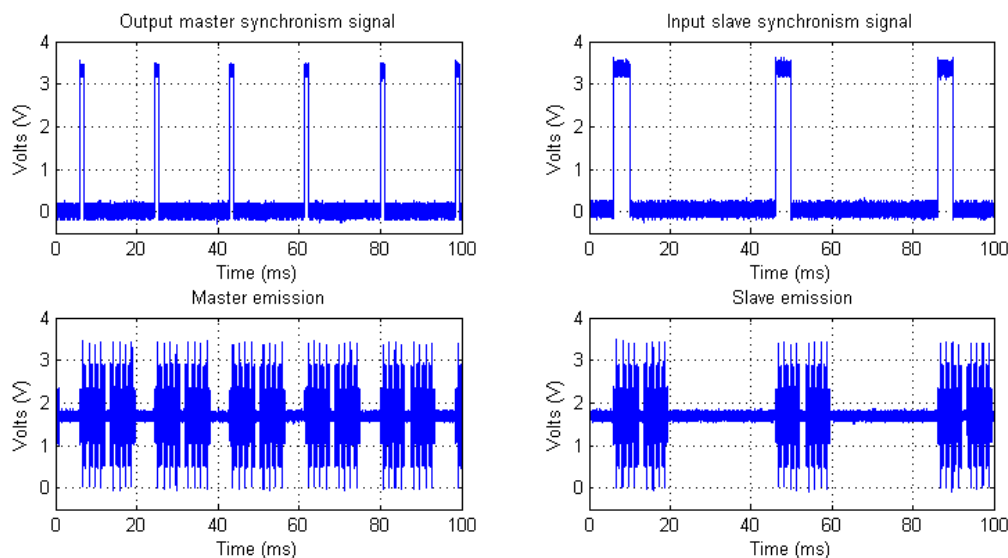 Output master synchronism signal
Volts (V)
4
3
2
1
0
0 20 40 60 80 100
Time (ms)
Input slave synchronism signal
Volts (V)
4
3
2
1
0
0 20 40 60 80 100
Time (ms)
Master emission
Volts (V)
4
3
2
1
0
0 20 40 60 80 100
Time (ms)
Slave emission
Volts (V)
4
3
2
1
0
0 20 40 60 80 100
Time (ms)